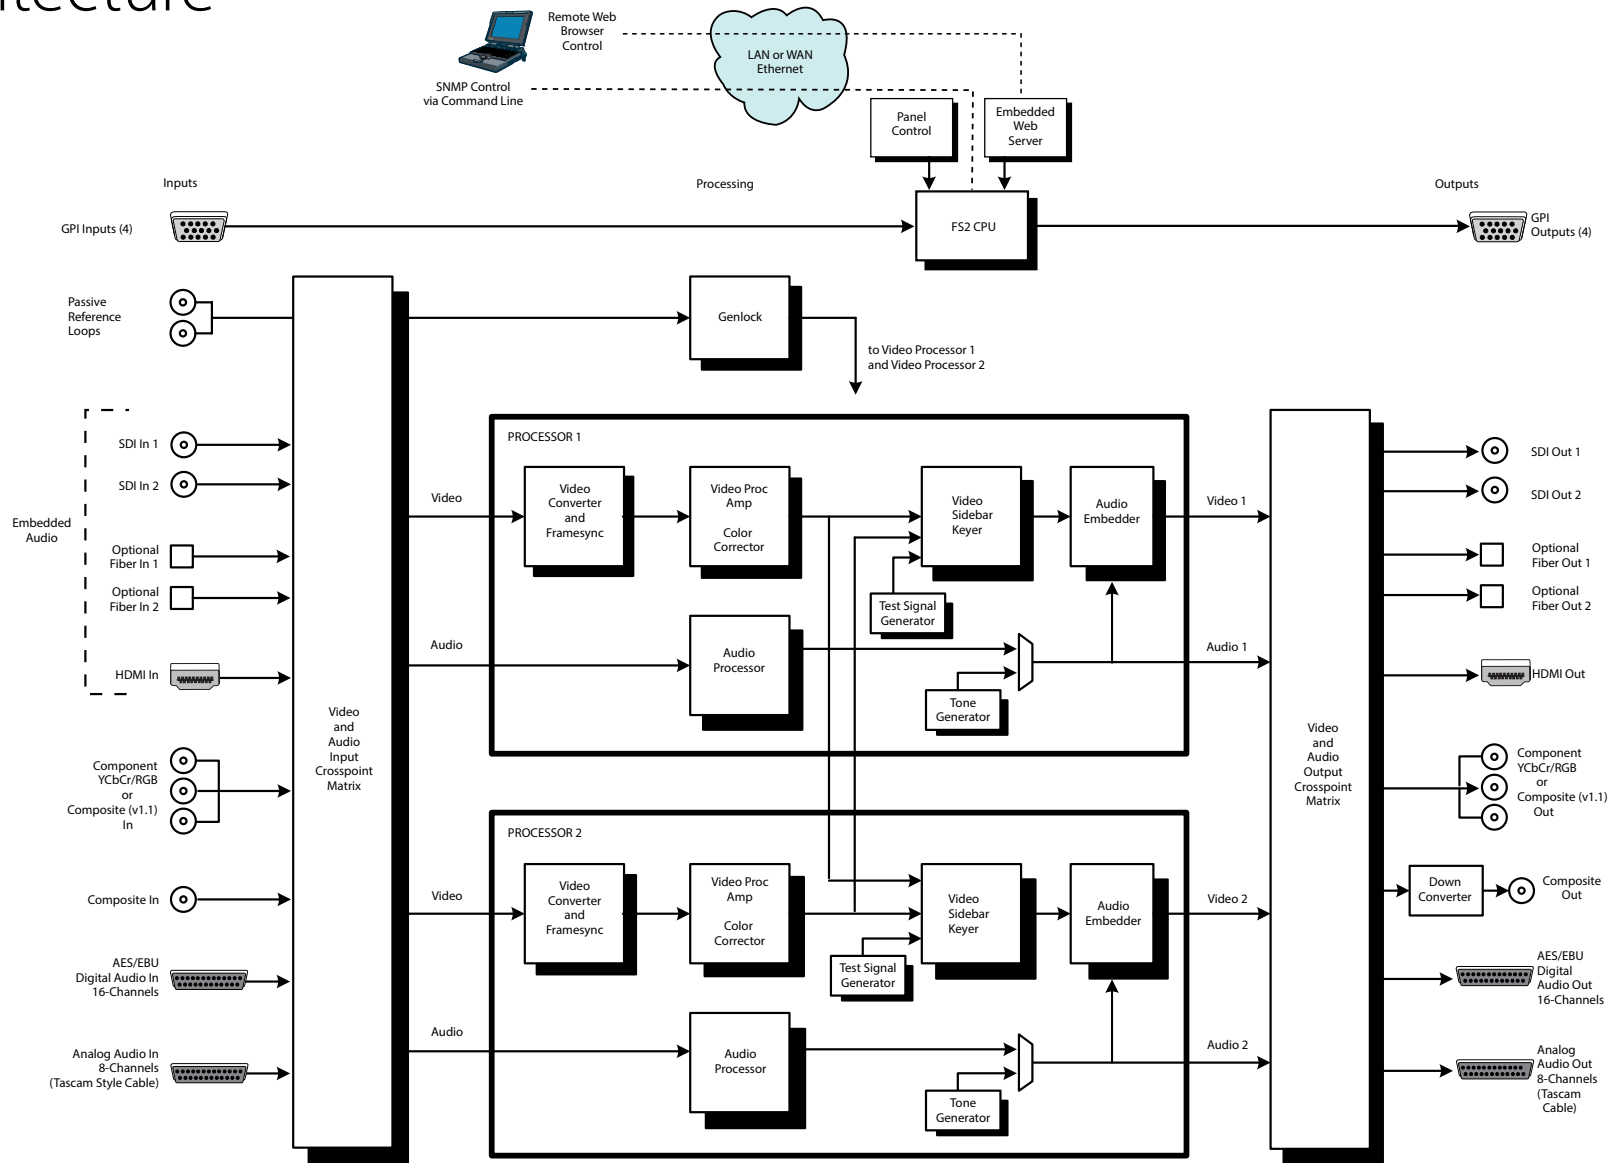 Remote Web
Browser
Control
LAN or WAN
Ethernet
SNMP Control
via Command Line
Panel
Control
Embedded
Web
Server
Inputs
Processing
Outputs
GPI Inputs (4)
FS2 CPU
GPI
Outputs (4)
Passive
Reference
Loops
Genlock
to Video Processor 1
and Video Processor 2
Embedded
Audio
SDI In 1
SDI In 2
Optional
Fiber In 1
Optional
Fiber In 2
HDMI In
Component
YCbCr/RGB
or
Composite (v1.1)
In
Composite In
AES/EBU
Digital Audio In
16-Channels
Analog Audio In
8-Channels
(Tascam Style Cable)
Video
and
Audio
Input
Crosspoint
Matrix
PROCESSOR 1
Video
Video
Converter
and
Framesync
Video Proc
Amp
Color
Corrector
Video
Sidebar
Keyer
Audio
Embedder
Video 1
Test Signal
Generator
Audio
Audio
Processor
Tone
Generator
Audio 1
PROCESSOR 2
Video
Video
Converter
and
Framesync
Video Proc
Amp
Color
Corrector
Video
Sidebar
Keyer
Audio
Embedder
Video 2
Test Signal
Generator
Audio
Audio
Processor
Tone
Generator
Audio 2
Video
and
Audio
Output
Crosspoint
Matrix
SDI Out 1
SDI Out 2
Optional
Fiber Out 1
Optional
Fiber Out 2
HDMI Out
Component
YCbCr/RGB
or
Composite (v1.1)
Out
Down
Converter
Composite
Out
AES/EBU
Digital
Audio Out
16-Channels
Analog
Audio Out
8-Channels
(Tascam
Cable)